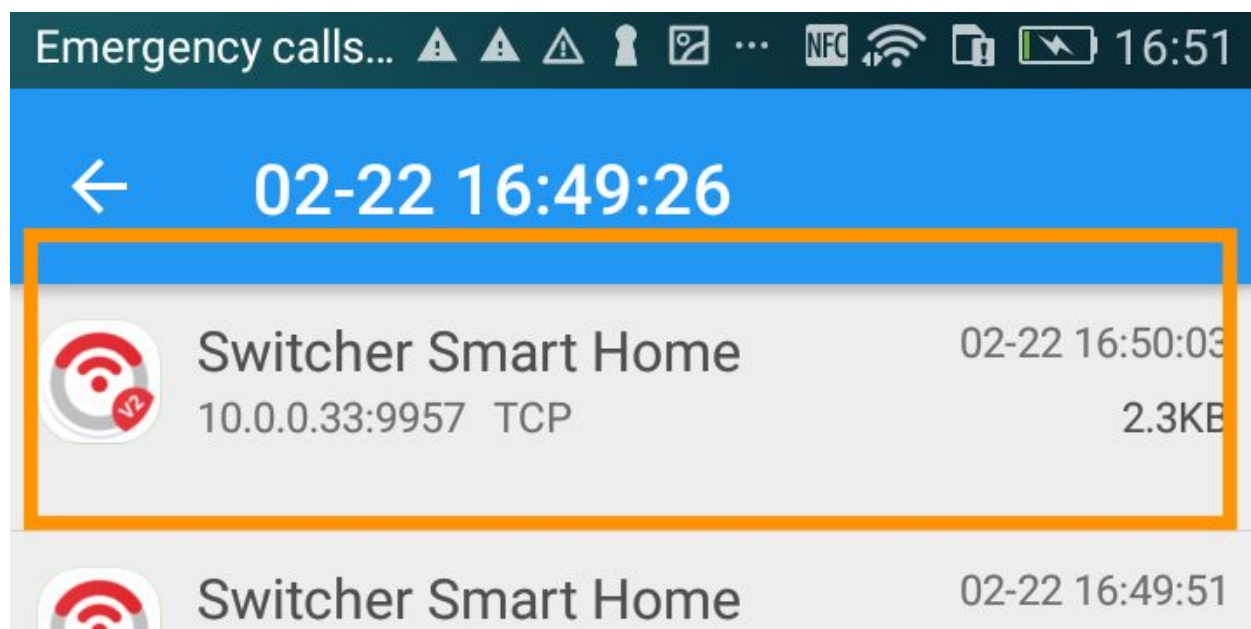 Emergency calls... NFC 16:51
02-22 16:49:26
Switcher Smart Home 02-22 16:50:03
V2
10.0.0.33:9957 TCP 2.3KB
Switcher Smart Home 02-22 16:49:51